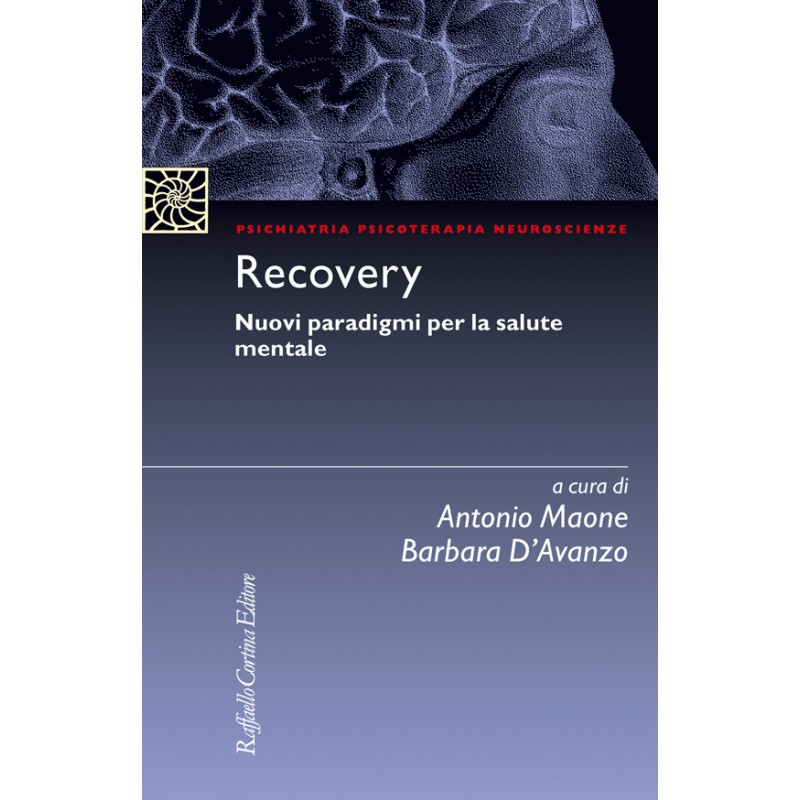 PSICHIATRIA PSICOTERAPIA NEUROSCIENZE
Recovery
Nuovi paradigmi per la salute
mentale
a cura di
Antonio Maone
Barbara D'Avanzo
Raffaello Cortina Editore